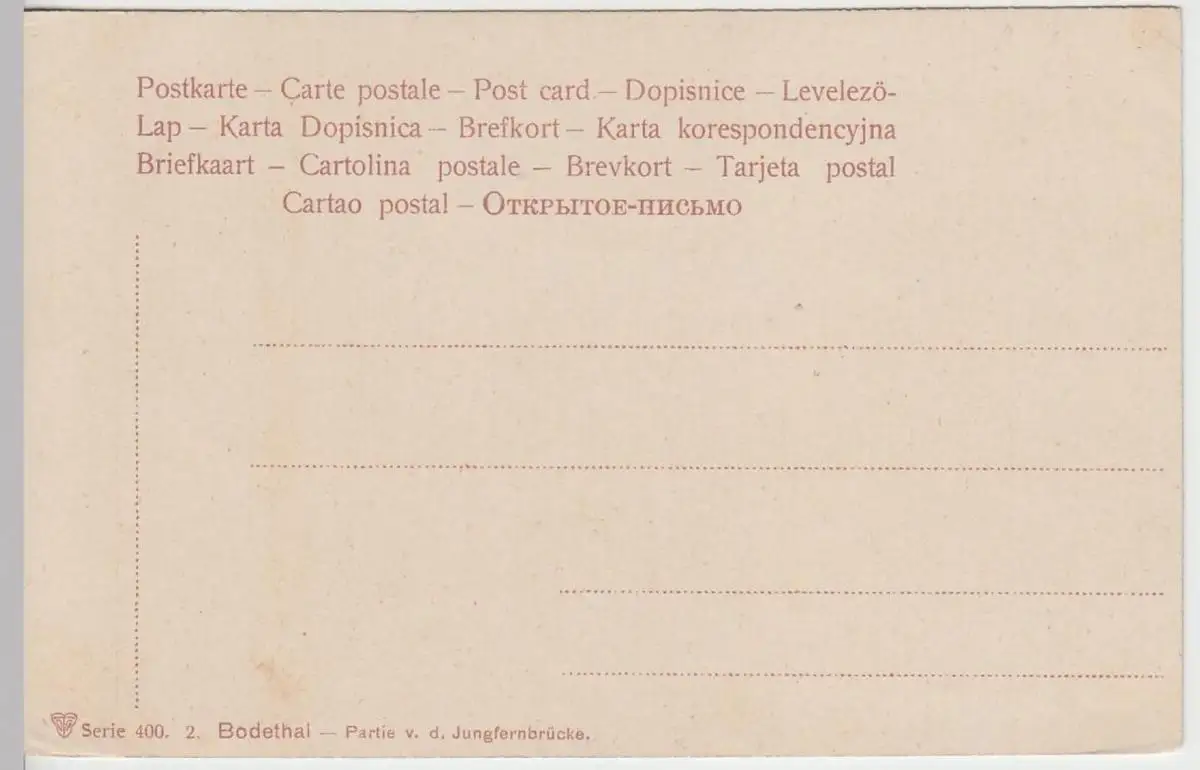 Postkarte – Carte postale – Post card – Dopisnice – Levelezö-
Lap – Karta Dopisnica – Brefkort – Karta korespondencyjna
Briefkaart – Cartolina postale – Brevkort – Tarjeta postal
Cartao postal – Открытое-письмо
Serie 400. 2. Bodethal – Partie v. d. Jungfernbrücke.